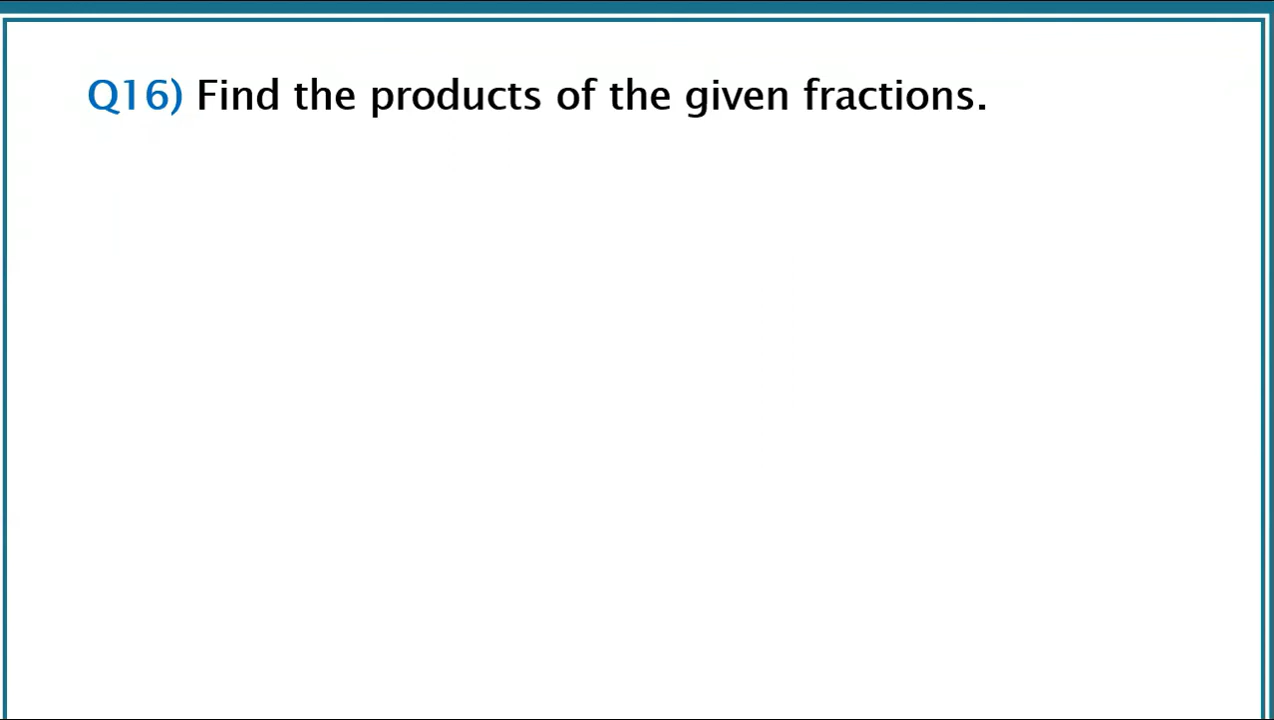 Q16) Find the products of the given fractions.